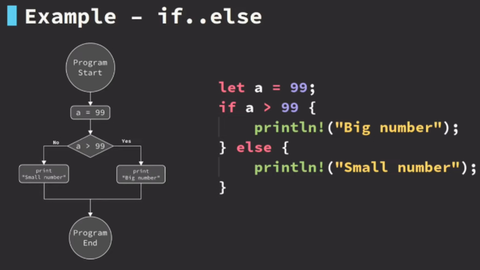 Example – if..else
Program
Start
a = 99
a > 99
No
Yes
print
"Small number"
print
"Big number"
Program
End
let a = 99;
if a > 99 {
println!("Big number");
} else {
println!("Small number");
}